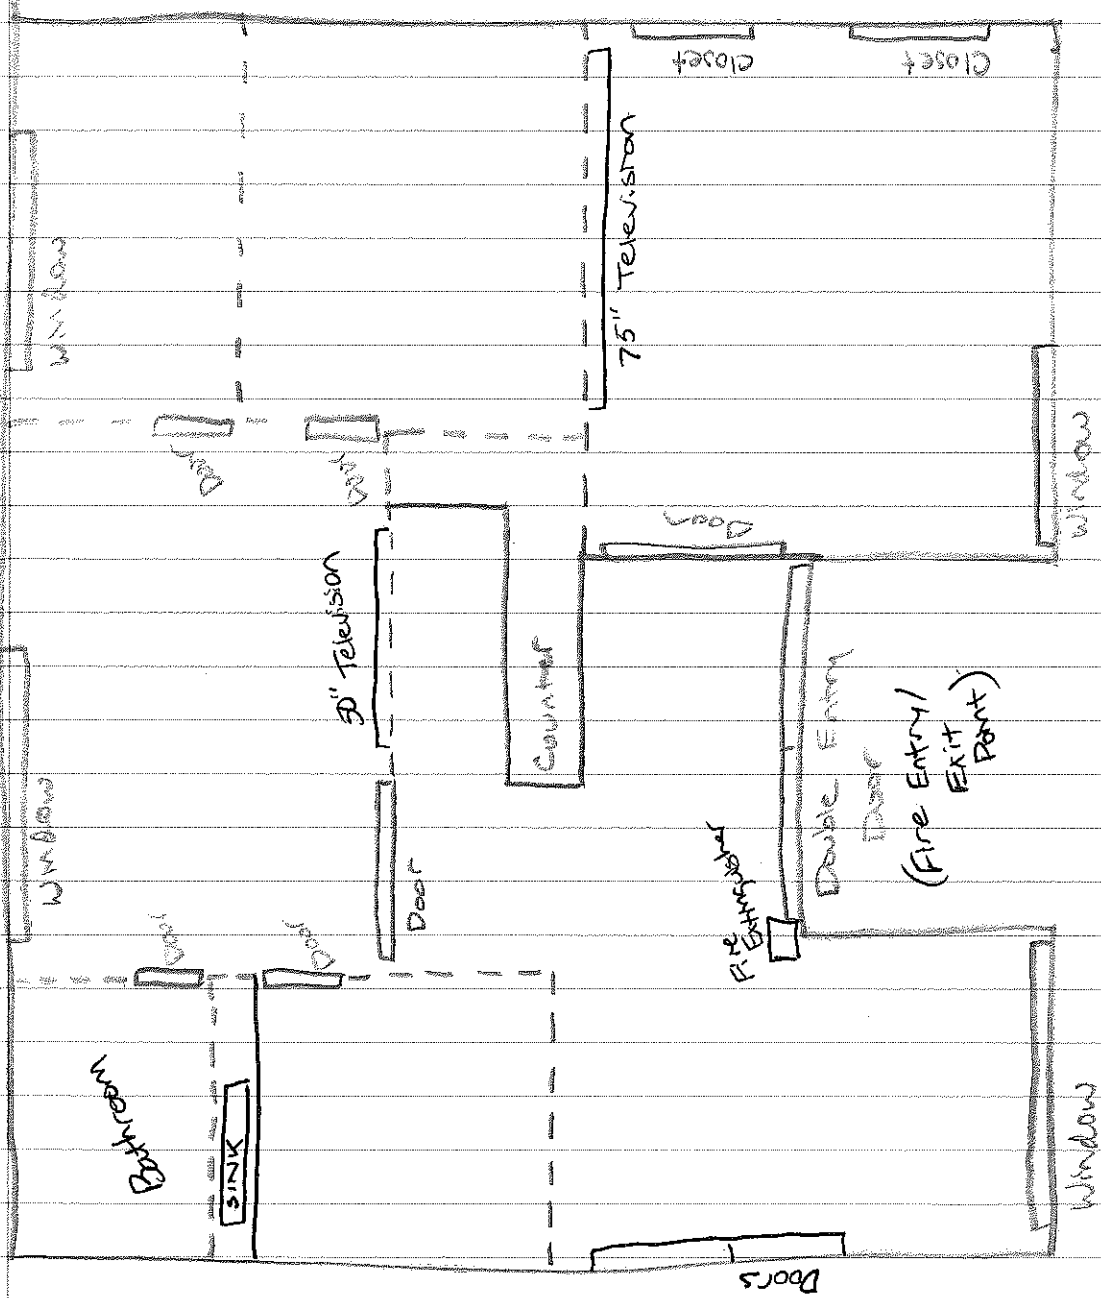 Closet
Closet
Window
75" Television
Door
Door
Window
Door
50" Television
Counter
Window
Double Entry
Door
(Fire Entry/
Exit
Point)
Fire
Extinguisher
Door
Door
Door
Bathroom
SINK
Window
Doors